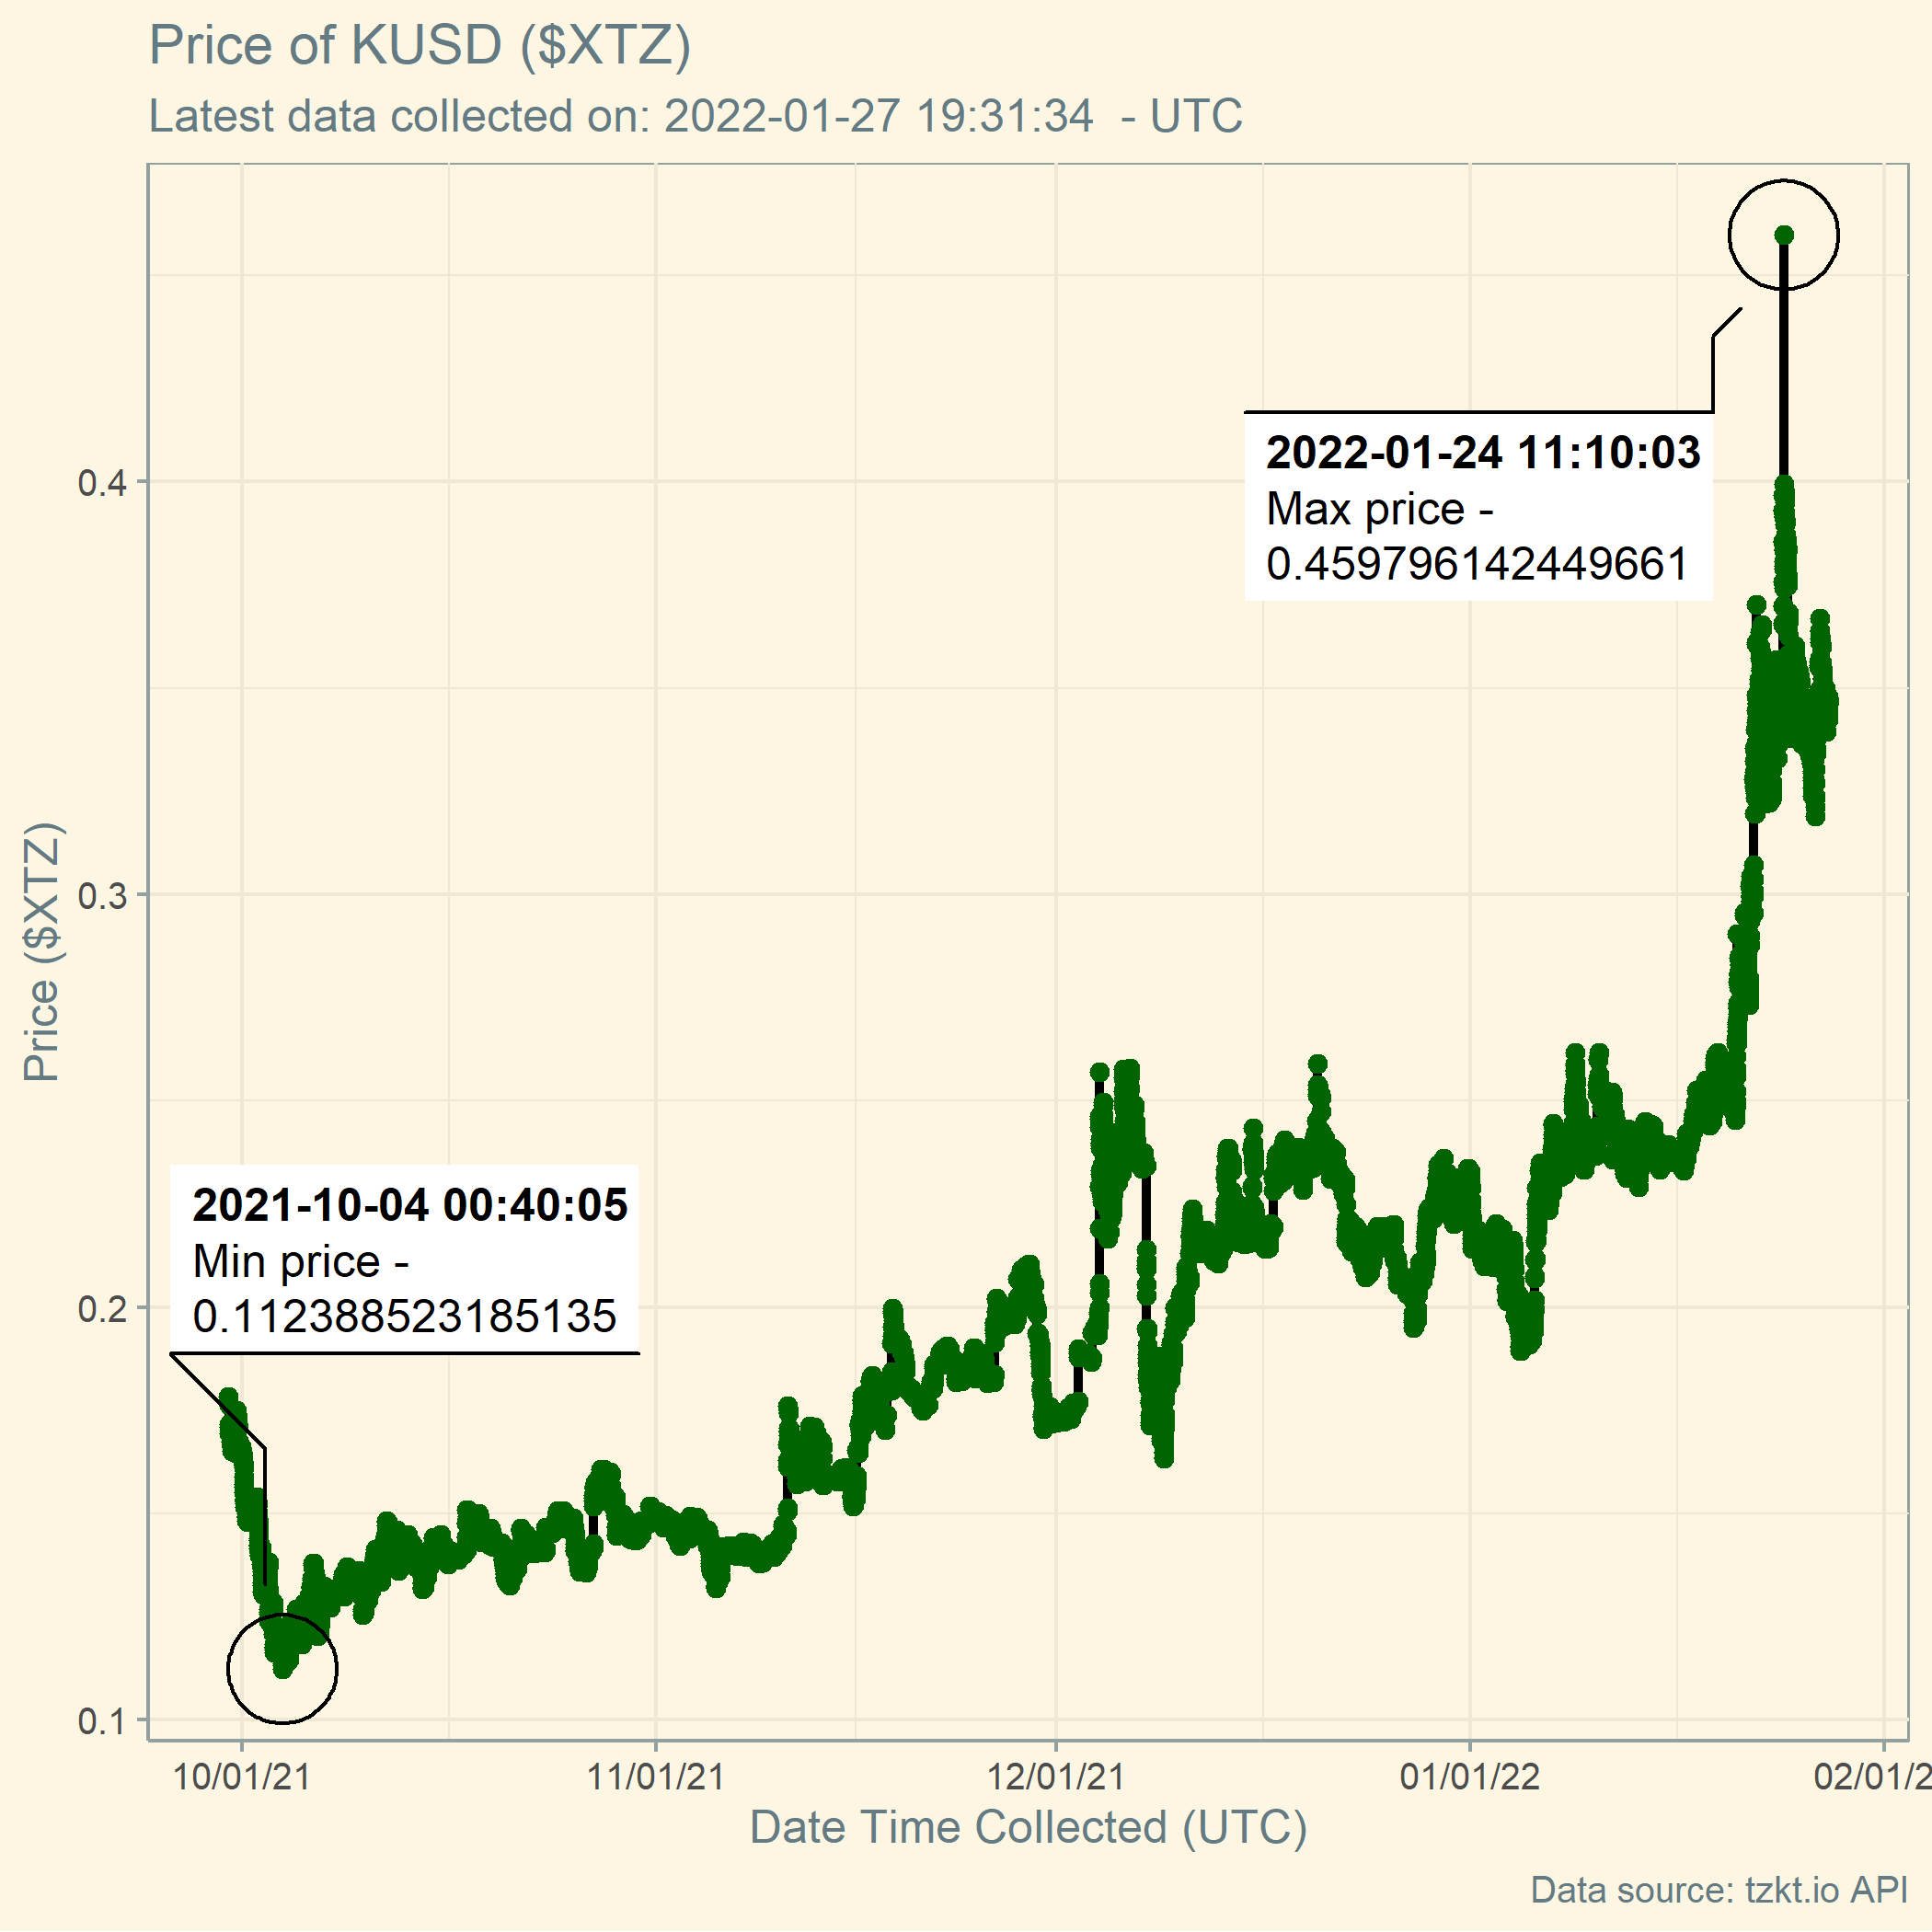 Price of KUSD ($XTZ)
Latest data collected on: 2022-01-27 19:31:34  - UTC
2022-01-24 11:10:03
Max price -
0.459796142449661
2021-10-04 00:40:05
Min price -
0.112388523185135
Price ($XTZ)
0.4
0.3
0.2
0.1
10/01/21 11/01/21 12/01/21 01/01/22 02/01/2
Date Time Collected (UTC)
Data source: tzkt.io API